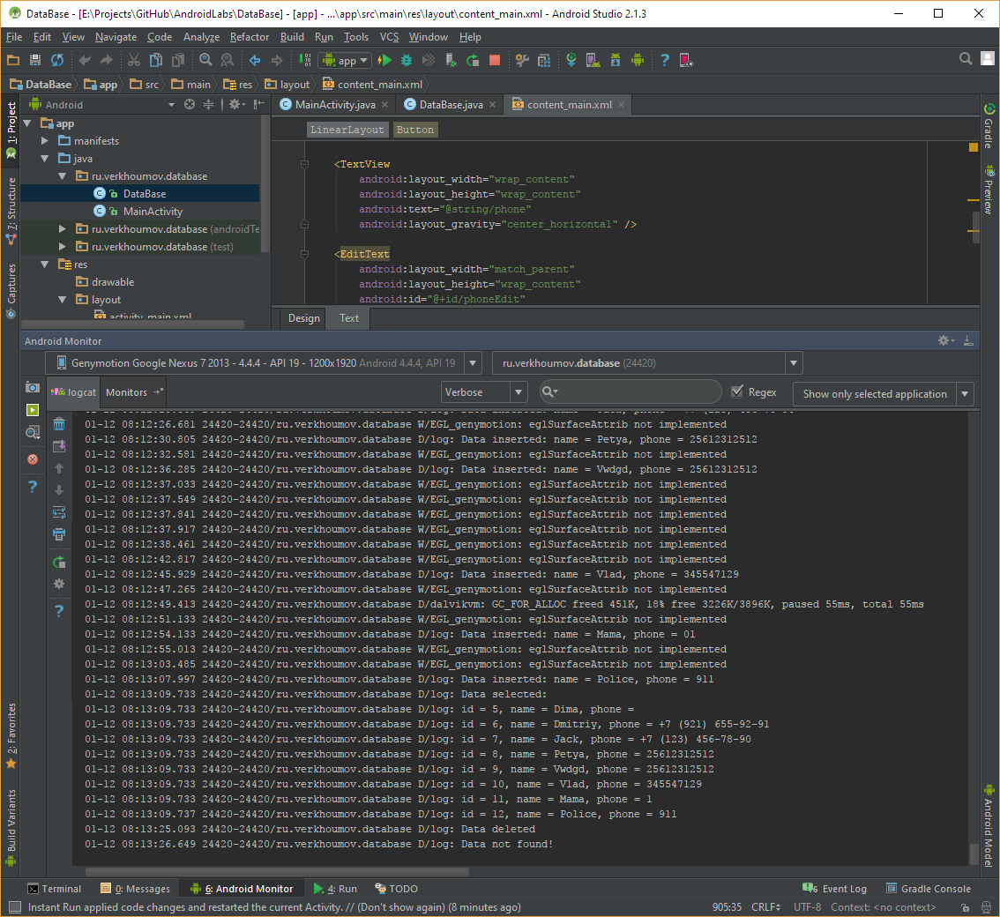 DataBase - [E:\Projects\GitHub\AndroidLabs\DataBase] - [app] - ...\app\src\main\res\layout\content_main.xml - Android Studio 2.1.3
File Edit View Navigate Code Analyze Refactor Build Run Tools VCS Window Help
app
DataBase app src main res layout content_main.xml
Android
MainActivity.java DataBase.java content_main.xml
1: Project
7: Structure
Captures
2: Favorites
Build Variants
app
manifests
java
ru.verkhoumov.database
DataBase
MainActivity
ru.verkhoumov.database (androidTe
ru.verkhoumov.database (test)
res
drawable
layout
activity_main.xml
LinearLayout Button
<TextView
android:layout_width="wrap_content"
android:layout_height="wrap_content"
android:text="@string/phone"
android:layout_gravity="center_horizontal" />
<EditText
android:layout_width="match_parent"
android:layout_height="wrap_content"
android:id="@+id/phoneEdit"
Design Text
Gradle
Preview
Android Model
Android Monitor
Genymotion Google Nexus 7 2013 - 4.4.4 - API 19 - 1200x1920 Android 4.4.4, API 19
ru.verkhoumov.database (24420)
logcat Monitors
Verbose
Regex
Show only selected application
01-12 08:12:26.681 24420-24420/ru.verkhoumov.database W/EGL_genymotion: eglSurfaceAttrib not implemented
01-12 08:12:30.805 24420-24420/ru.verkhoumov.database D/log: Data inserted: name = Petya, phone = 25612312512
01-12 08:12:32.581 24420-24420/ru.verkhoumov.database W/EGL_genymotion: eglSurfaceAttrib not implemented
01-12 08:12:36.285 24420-24420/ru.verkhoumov.database D/log: Data inserted: name = Vwdgd, phone = 25612312512
01-12 08:12:37.033 24420-24420/ru.verkhoumov.database W/EGL_genymotion: eglSurfaceAttrib not implemented
01-12 08:12:37.549 24420-24420/ru.verkhoumov.database W/EGL_genymotion: eglSurfaceAttrib not implemented
01-12 08:12:37.841 24420-24420/ru.verkhoumov.database W/EGL_genymotion: eglSurfaceAttrib not implemented
01-12 08:12:37.917 24420-24420/ru.verkhoumov.database W/EGL_genymotion: eglSurfaceAttrib not implemented
01-12 08:12:38.461 24420-24420/ru.verkhoumov.database W/EGL_genymotion: eglSurfaceAttrib not implemented
01-12 08:12:42.817 24420-24420/ru.verkhoumov.database W/EGL_genymotion: eglSurfaceAttrib not implemented
01-12 08:12:45.929 24420-24420/ru.verkhoumov.database D/log: Data inserted: name = Vlad, phone = 345547129
01-12 08:12:47.265 24420-24420/ru.verkhoumov.database W/EGL_genymotion: eglSurfaceAttrib not implemented
01-12 08:12:49.413 24420-24420/ru.verkhoumov.database D/dalvikvm: GC_FOR_ALLOC freed 451K, 18% free 3226K/3896K, paused 55ms, total 55ms
01-12 08:12:51.133 24420-24420/ru.verkhoumov.database W/EGL_genymotion: eglSurfaceAttrib not implemented
01-12 08:12:54.133 24420-24420/ru.verkhoumov.database D/log: Data inserted: name = Mama, phone = 01
01-12 08:12:55.013 24420-24420/ru.verkhoumov.database W/EGL_genymotion: eglSurfaceAttrib not implemented
01-12 08:13:03.485 24420-24420/ru.verkhoumov.database W/EGL_genymotion: eglSurfaceAttrib not implemented
01-12 08:13:07.997 24420-24420/ru.verkhoumov.database D/log: Data inserted: name = Police, phone = 911
01-12 08:13:09.733 24420-24420/ru.verkhoumov.database D/log: Data selected:
01-12 08:13:09.733 24420-24420/ru.verkhoumov.database D/log: id = 5, name = Dima, phone =
01-12 08:13:09.733 24420-24420/ru.verkhoumov.database D/log: id = 6, name = Dmitriy, phone = +7 (921) 655-92-91
01-12 08:13:09.733 24420-24420/ru.verkhoumov.database D/log: id = 7, name = Jack, phone = +7 (123) 456-78-90
01-12 08:13:09.733 24420-24420/ru.verkhoumov.database D/log: id = 8, name = Petya, phone = 25612312512
01-12 08:13:09.733 24420-24420/ru.verkhoumov.database D/log: id = 9, name = Vwdgd, phone = 25612312512
01-12 08:13:09.733 24420-24420/ru.verkhoumov.database D/log: id = 10, name = Vlad, phone = 345547129
01-12 08:13:09.733 24420-24420/ru.verkhoumov.database D/log: id = 11, name = Mama, phone = 1
01-12 08:13:09.737 24420-24420/ru.verkhoumov.database D/log: id = 12, name = Police, phone = 911
01-12 08:13:25.093 24420-24420/ru.verkhoumov.database D/log: Data deleted
01-12 08:13:26.649 24420-24420/ru.verkhoumov.database D/log: Data not found!
Terminal 0: Messages 6: Android Monitor 4: Run TODO 6 Event Log Gradle Console
Instant Run applied code changes and restarted the current Activity. // (Don't show again) (8 minutes ago) 905:35 CRLF UTF-8 Context: <no context>